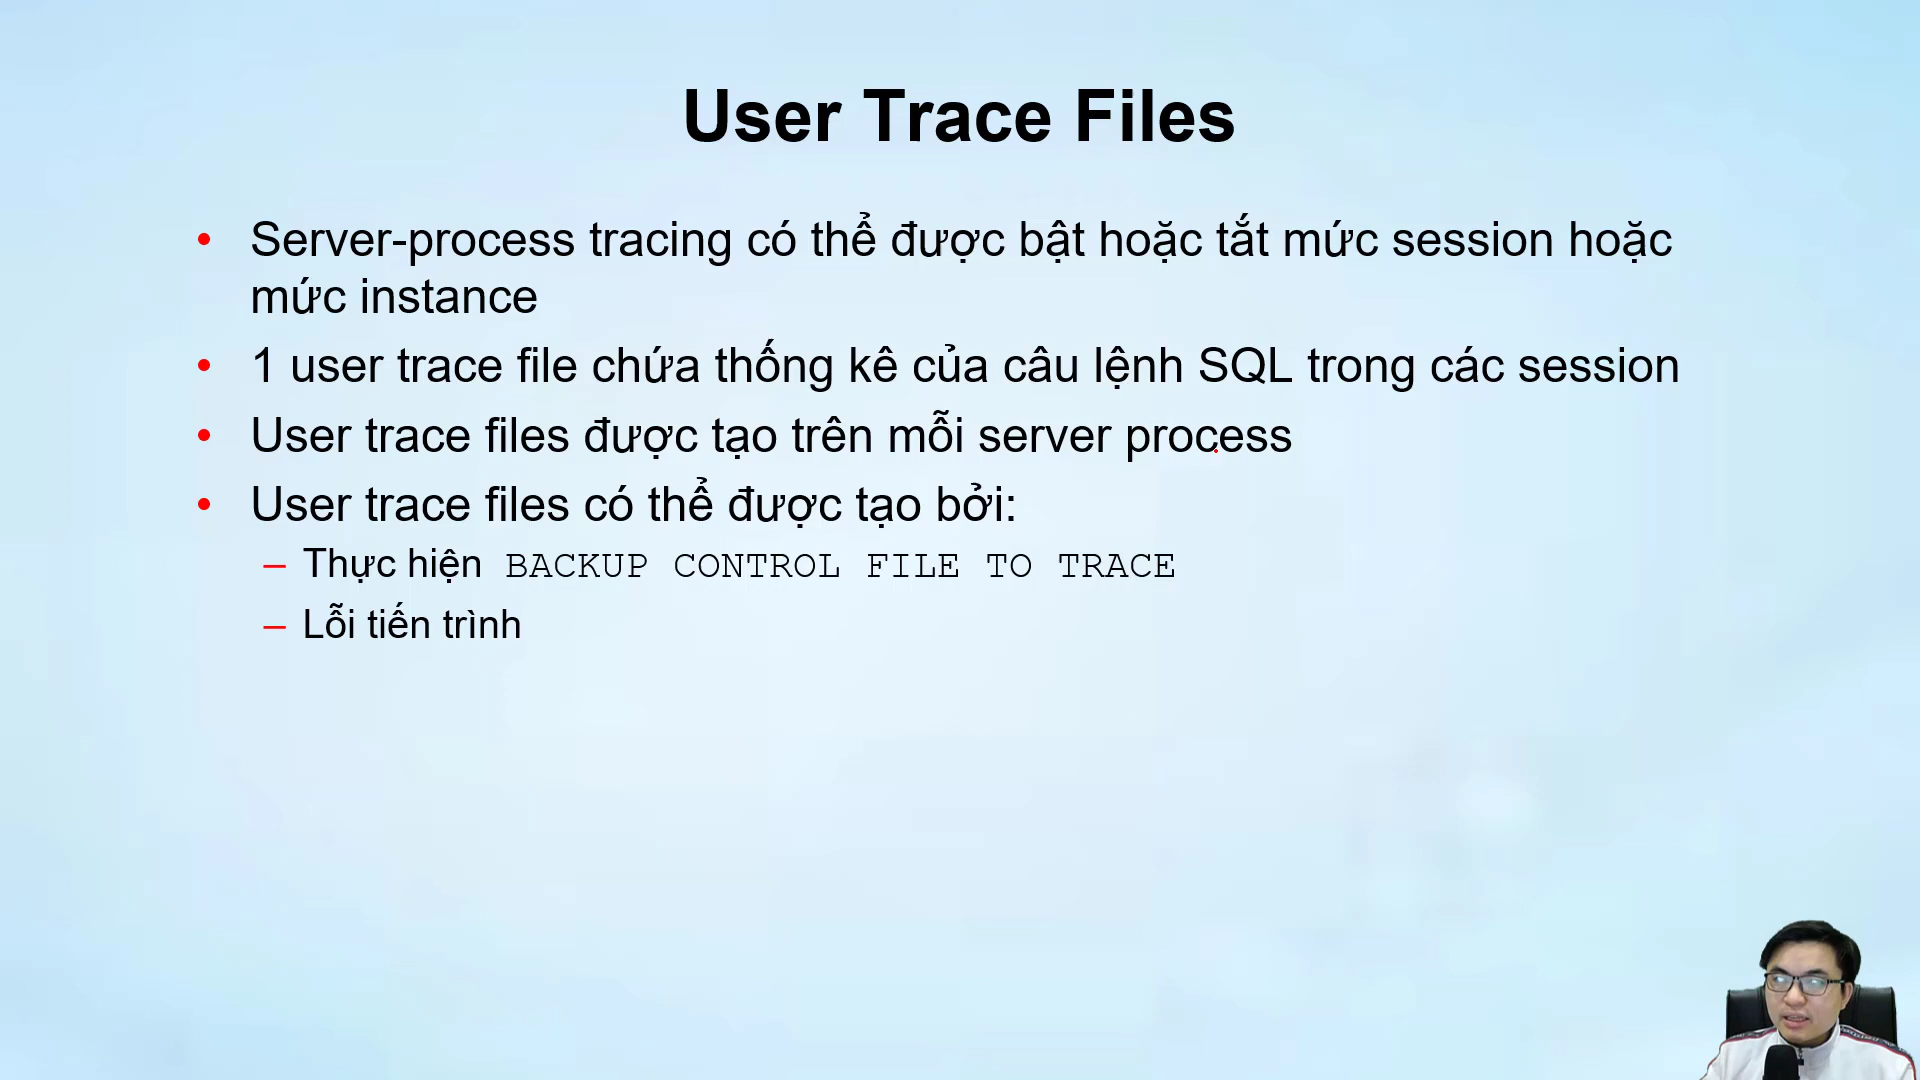 User Trace Files
• Server-process tracing có thể được bật hoặc tắt mức session hoặc
mức instance
• 1 user trace file chứa thống kê của câu lệnh SQL trong các session
• User trace files được tạo trên mỗi server process
• User trace files có thể được tạo bởi:
– Thực hiện BACKUP CONTROL FILE TO TRACE
– Lỗi tiến trình